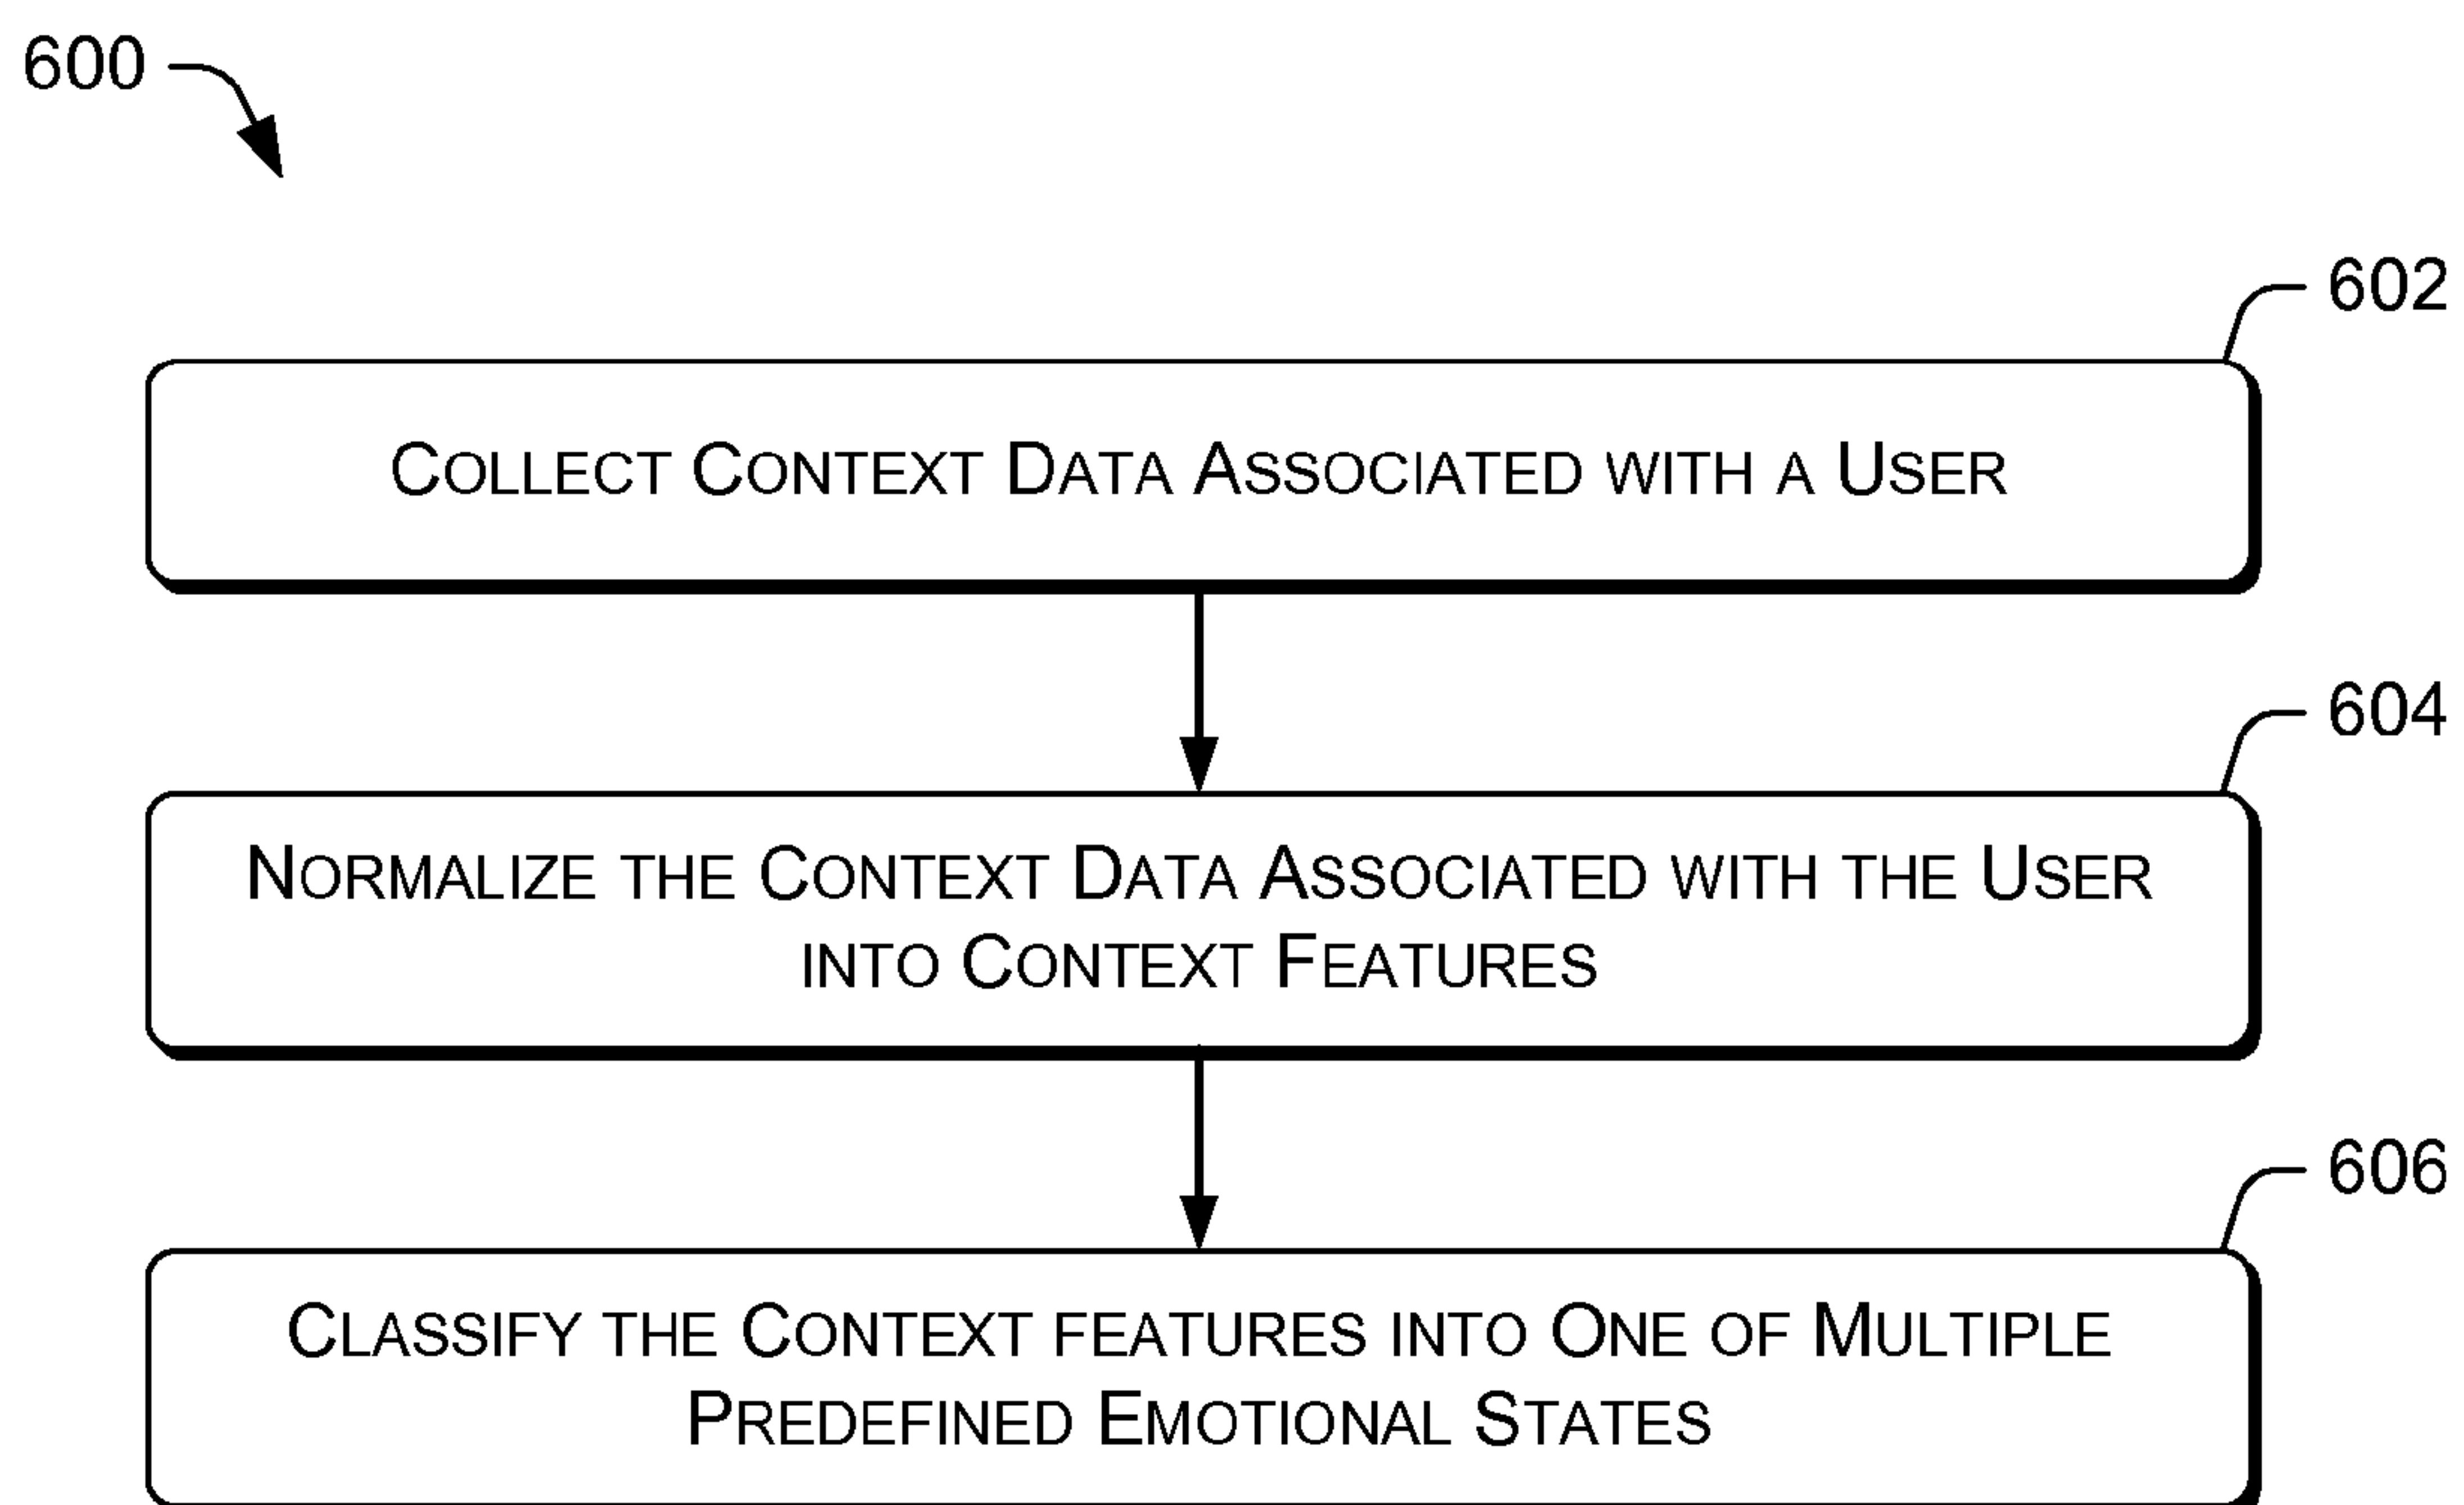 600
602
COLLECT CONTEXT DATA ASSOCIATED WITH A USER
604
NORMALIZE THE CONTEXT DATA ASSOCIATED WITH THE USER
INTO CONTEXT FEATURES
606
CLASSIFY THE CONTEXT FEATURES INTO ONE OF MULTIPLE
PREDEFINED EMOTIONAL STATES